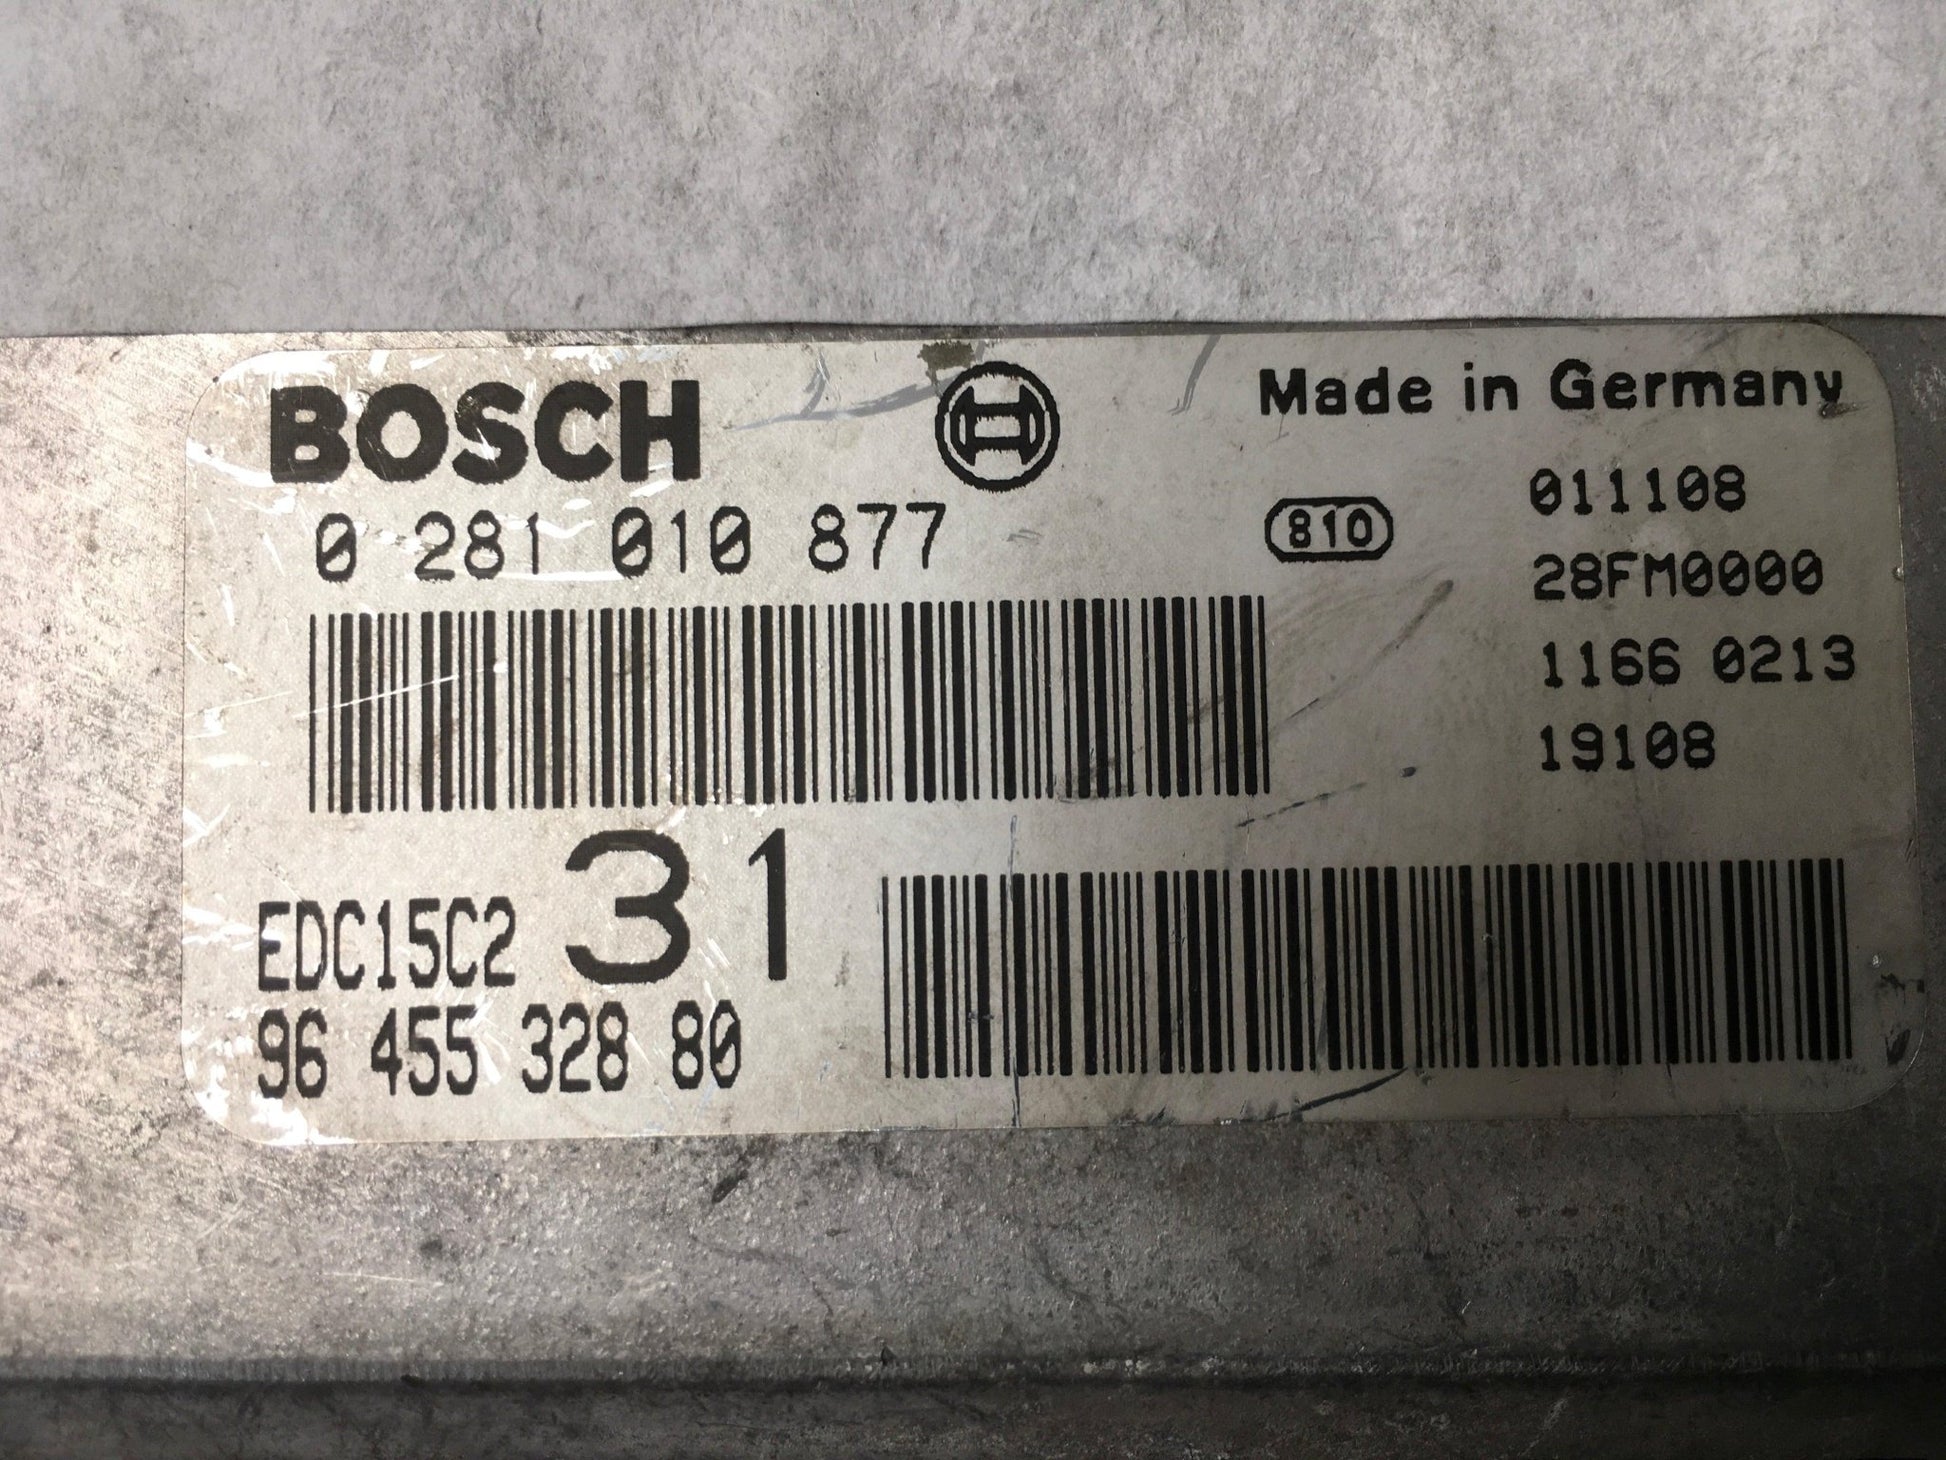 BOSCH
Made in Germany
0 281 010 877
810
011108
28FM0000
1166 0213
19108
EDC15C2 31
96 455 328 80